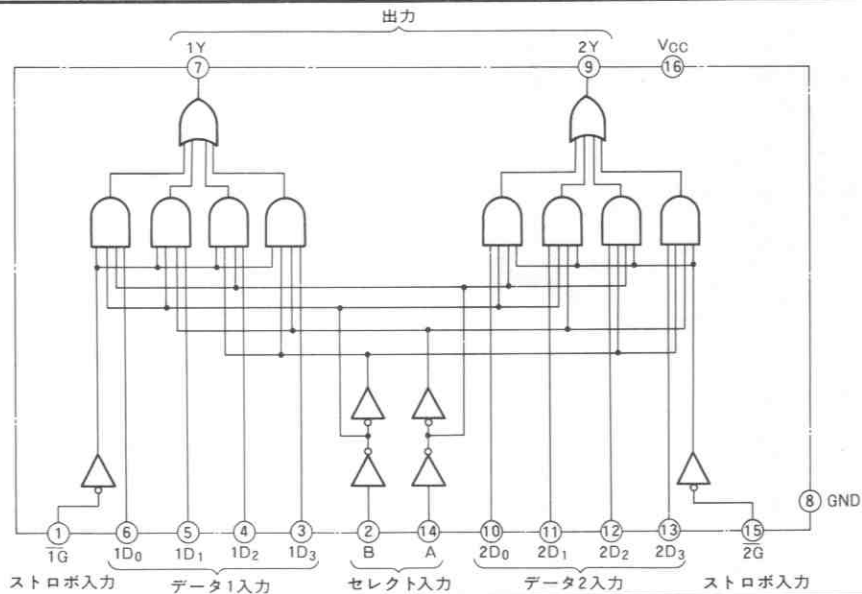 出力
1Y 2Y VCC
7 9 16
8 GND
1 6 5 4 3 2 14 10 11 12 13 15
1G̅ 1D0 1D1 1D2 1D3 B A 2D0 2D1 2D2 2D3 2G̅
ストロボ入力 データ1入力 セレクト入力 データ2入力 ストロボ入力